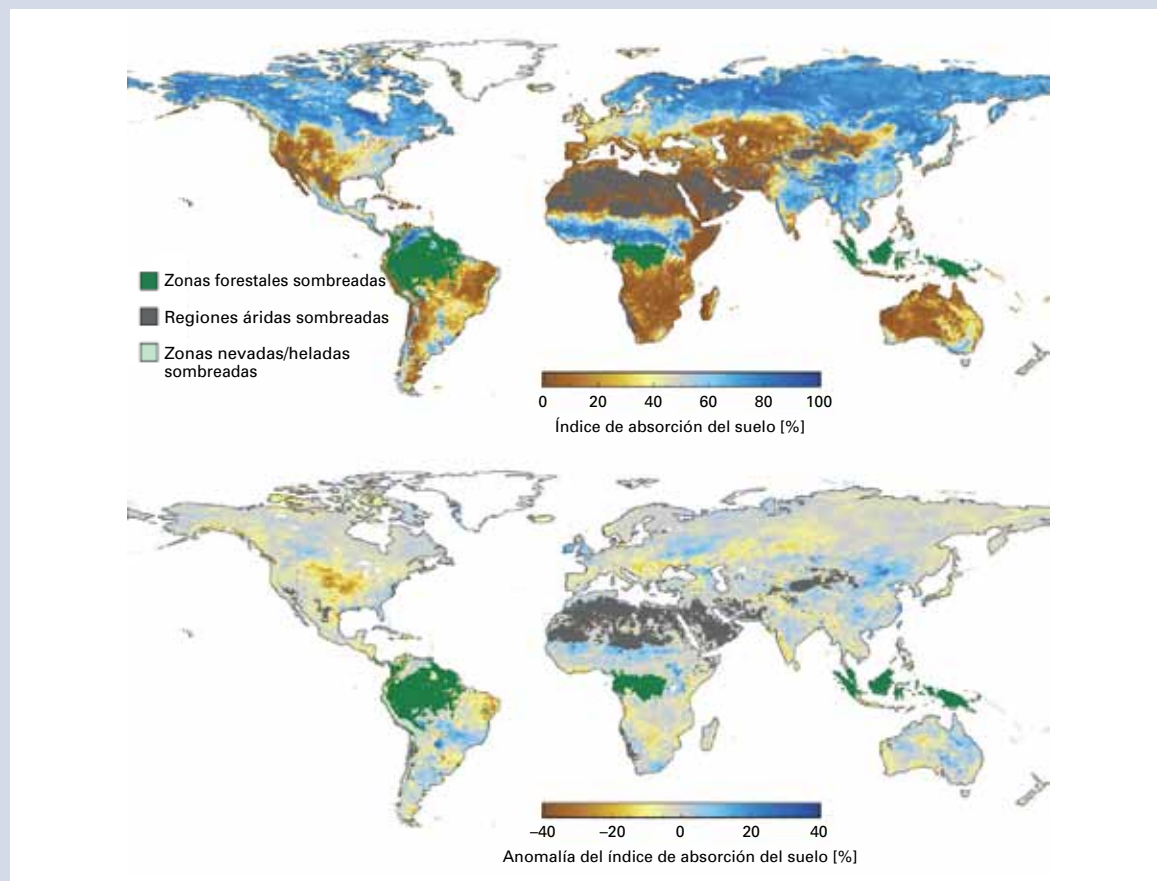 Zonas forestales sombreadas
Regiones áridas sombreadas
Zonas nevadas/heladas
sombreadas
0 20 40 60 80 100
Índice de absorción del suelo [%]
–40 –20 0 20 40
Anomalía del índice de absorción del suelo [%]